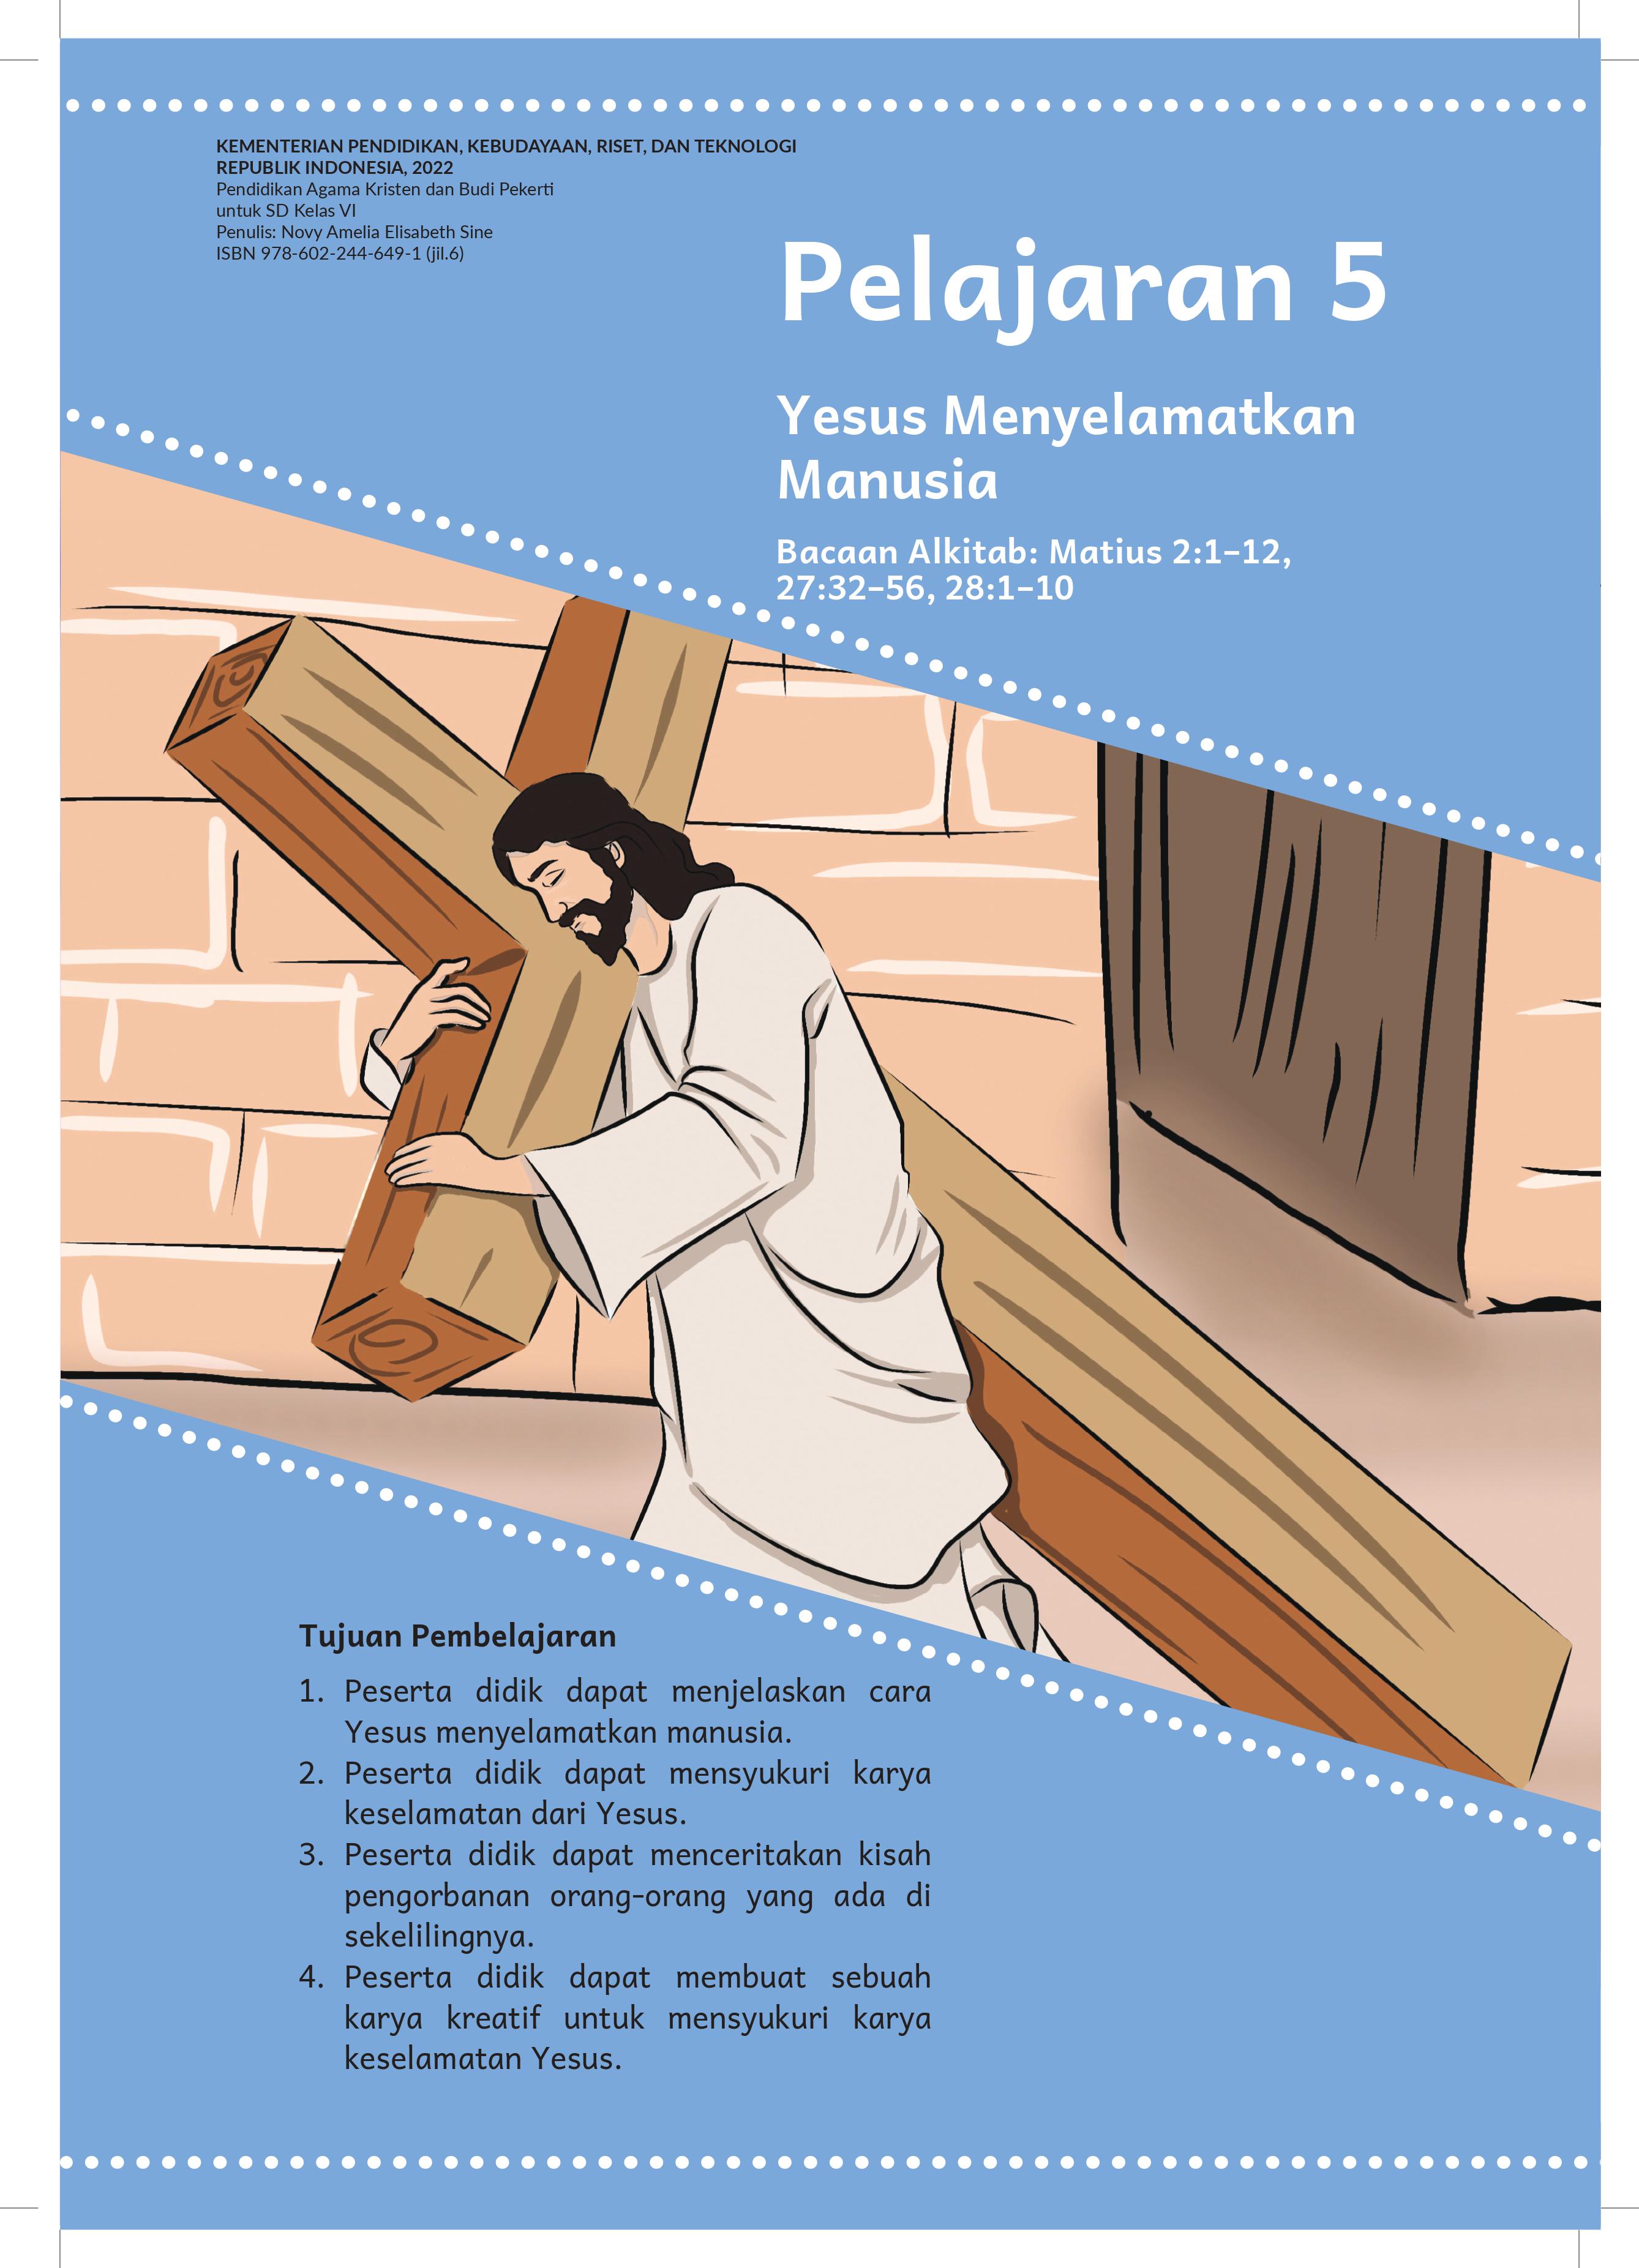 KEMENTERIAN PENDIDIKAN, KEBUDAYAAN, RISET, DAN TEKNOLOGI
REPUBLIK INDONESIA, 2022
Pendidikan Agama Kristen dan Budi Pekerti
untuk SD Kelas VI
Penulis: Novy Amelia Elisabeth Sine
ISBN 978-602-244-649-1 (jil.6)
Pelajaran 5
Yesus Menyelamatkan
Manusia
Bacaan Alkitab: Matius 2:1–12,
27:32–56, 28:1–10
Tujuan Pembelajaran
1. Peserta didik dapat menjelaskan cara
Yesus menyelamatkan manusia.
2. Peserta didik dapat mensyukuri karya
keselamatan dari Yesus.
3. Peserta didik dapat menceritakan kisah
pengorbanan orang-orang yang ada di
sekelilingnya.
4. Peserta didik dapat membuat sebuah
karya kreatif untuk mensyukuri karya
keselamatan Yesus.